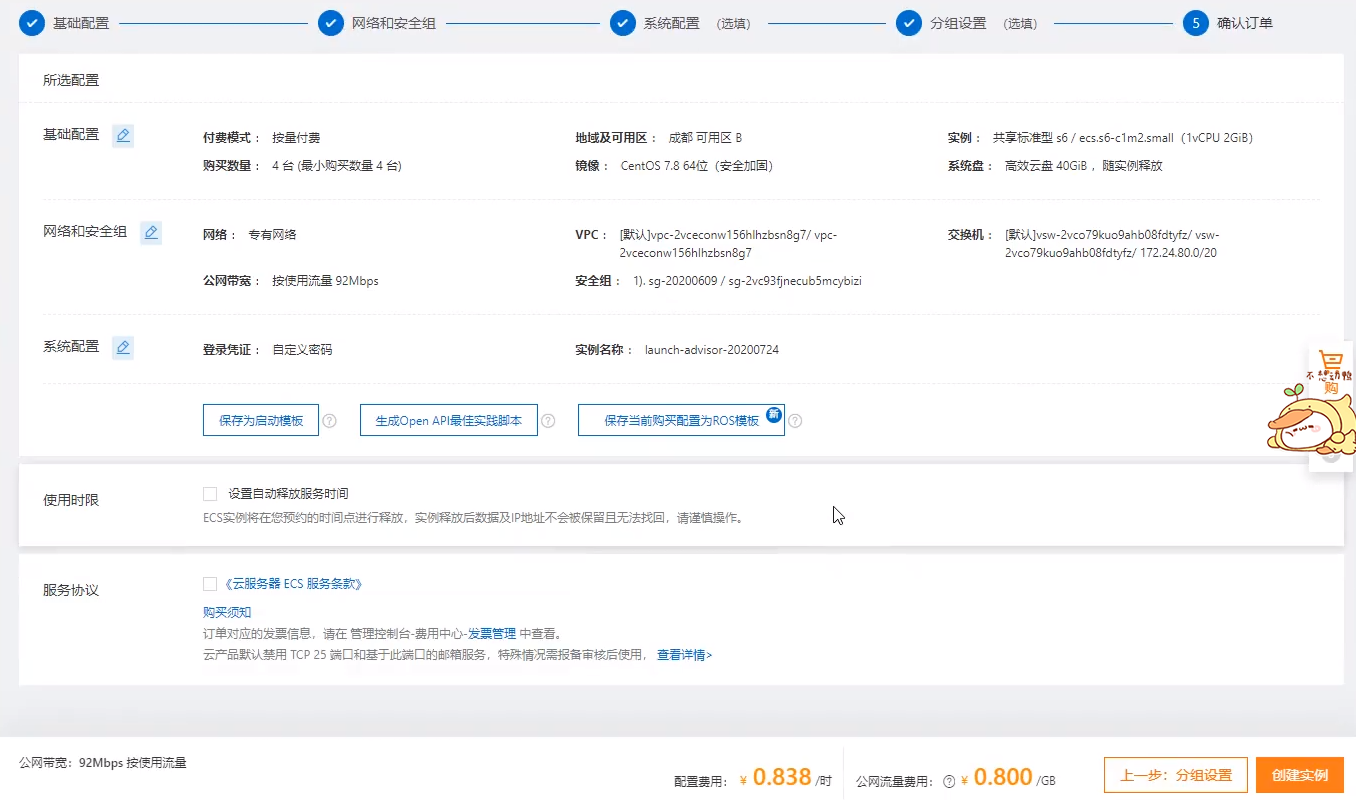 基础配置
网络和安全组
系统配置 (选填)
分组设置 (选填)
5 确认订单
所选配置
基础配置
付费模式： 按量付费
地域及可用区： 成都 可用区 B
实例： 共享标准型 s6 / ecs.s6-c1m2.small (1vCPU 2GiB)
购买数量： 4 台 (最小购买数量 4 台)
镜像： CentOS 7.8 64位 (安全加固)
系统盘： 高效云盘 40GiB ，随实例释放
网络和安全组
网络： 专有网络
VPC： [默认]vpc-2vceconw156hlhzbsn8g7/ vpc-
2vceconw156hlhzbsn8g7
交换机： [默认]vsw-2vco79kuo9ahb08fdtyfz/ vsw-
2vco79kuo9ahb08fdtyfz/ 172.24.80.0/20
公网带宽： 按使用流量 92Mbps
安全组： 1). sg-20200609 / sg-2vc93fjnecub5mcybizi
系统配置
登录凭证： 自定义密码
实例名称： launch-advisor-20200724
不想动鸭
购
保存为启动模板 ?
生成Open API最佳实践脚本 ?
保存当前购买配置为ROS模板 新 ?
使用时限
设置自动释放服务时间
ECS实例将在您预约的时间点进行释放，实例释放后数据及IP地址不会被保留且无法找回，请谨慎操作。
服务协议
《云服务器 ECS 服务条款》
购买须知
订单对应的发票信息，请在 管理控制台-费用中心-发票管理 中查看。
云产品默认禁用 TCP 25 端口和基于此端口的邮箱服务，特殊情况需报备审核后使用， 查看详情>
公网带宽：92Mbps 按使用流量
配置费用： ¥ 0.838 /时
公网流量费用： ? ¥ 0.800 /GB
上一步：分组设置
创建实例